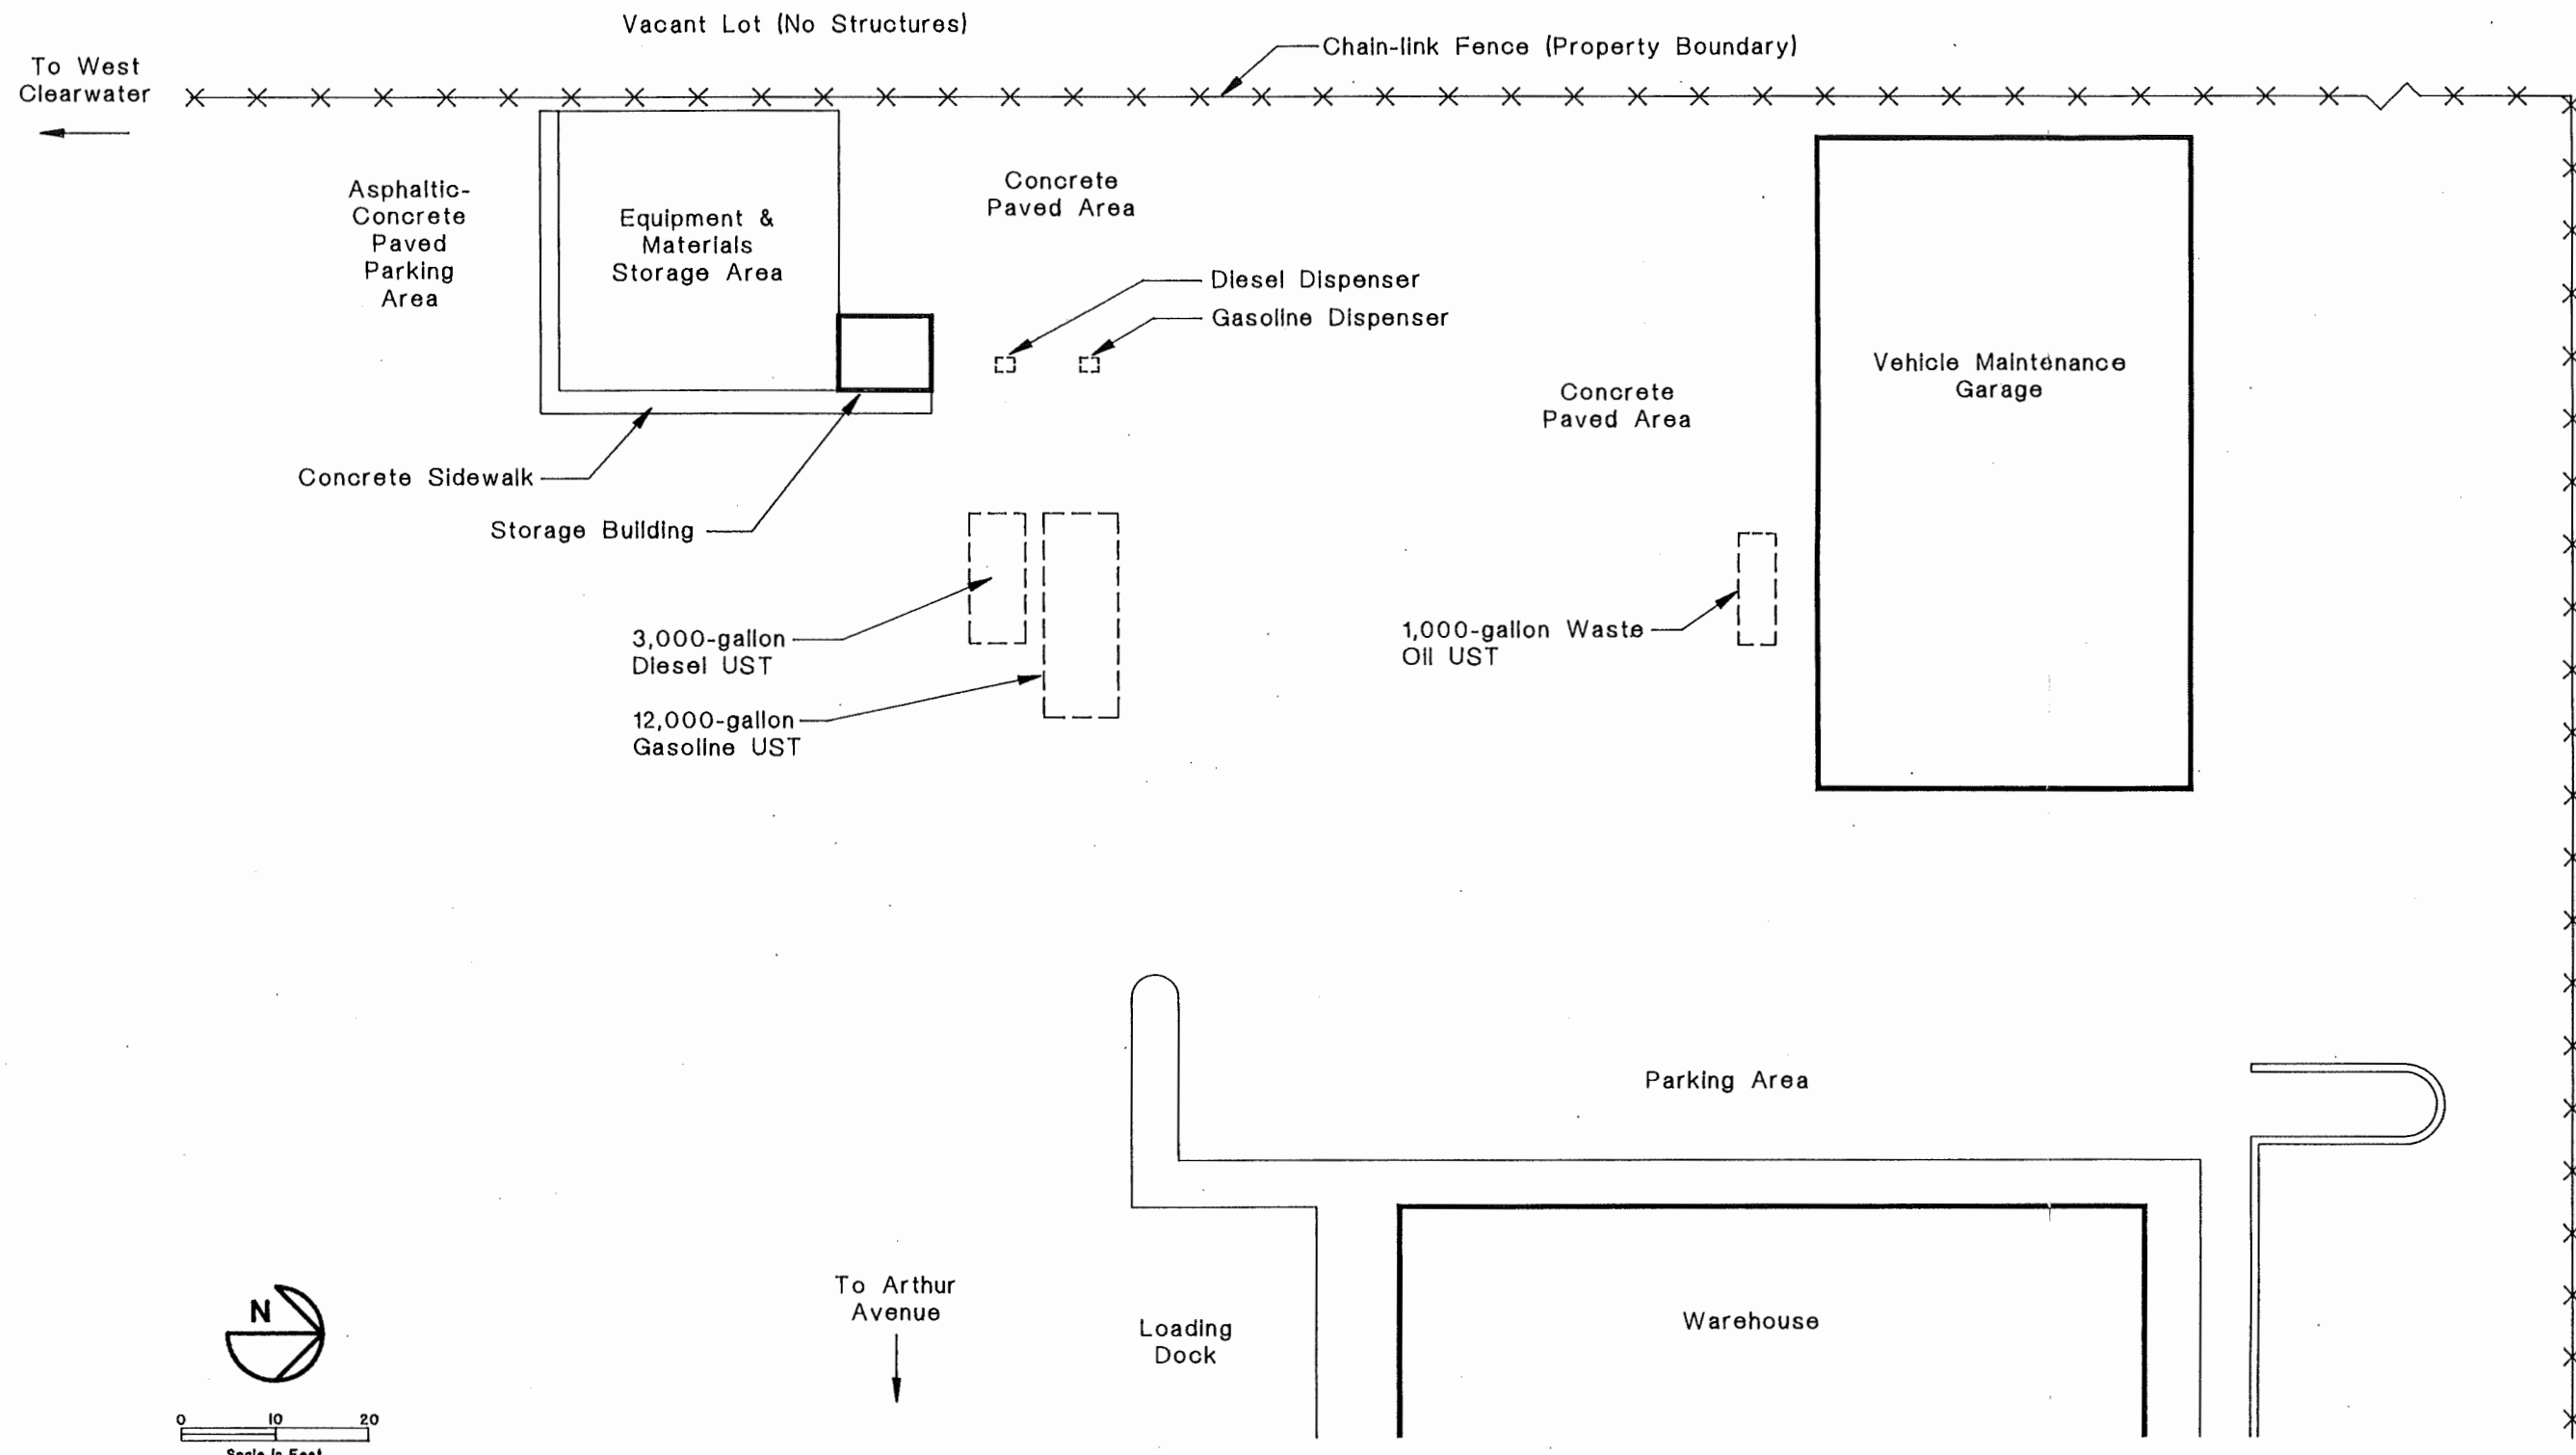 Vacant Lot (No Structures)
Chain-link Fence (Property Boundary)
To West
Clearwater
Asphaltic-
Concrete
Paved
Parking
Area
Equipment &
Materials
Storage Area
Concrete
Paved Area
Diesel Dispenser
Gasoline Dispenser
Vehicle Maintenance
Garage
Concrete
Paved Area
Concrete Sidewalk
Storage Building
3,000-gallon
Diesel UST
1,000-gallon Waste
Oil UST
12,000-gallon
Gasoline UST
Parking Area
To Arthur
Avenue
Loading
Dock
Warehouse
N
0 10 20
Scale in Feet